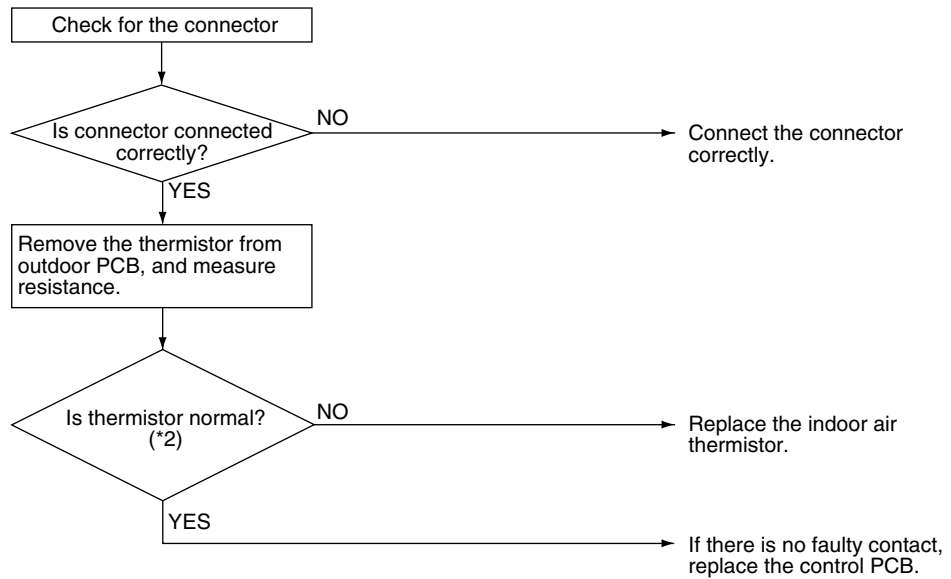 Check for the connector
Is connector connected
correctly?
NO
Connect the connector
correctly.
YES
Remove the thermistor from
outdoor PCB, and measure
resistance.
Is thermistor normal?
(*2)
NO
Replace the indoor air
thermistor.
YES
If there is no faulty contact,
replace the control PCB.